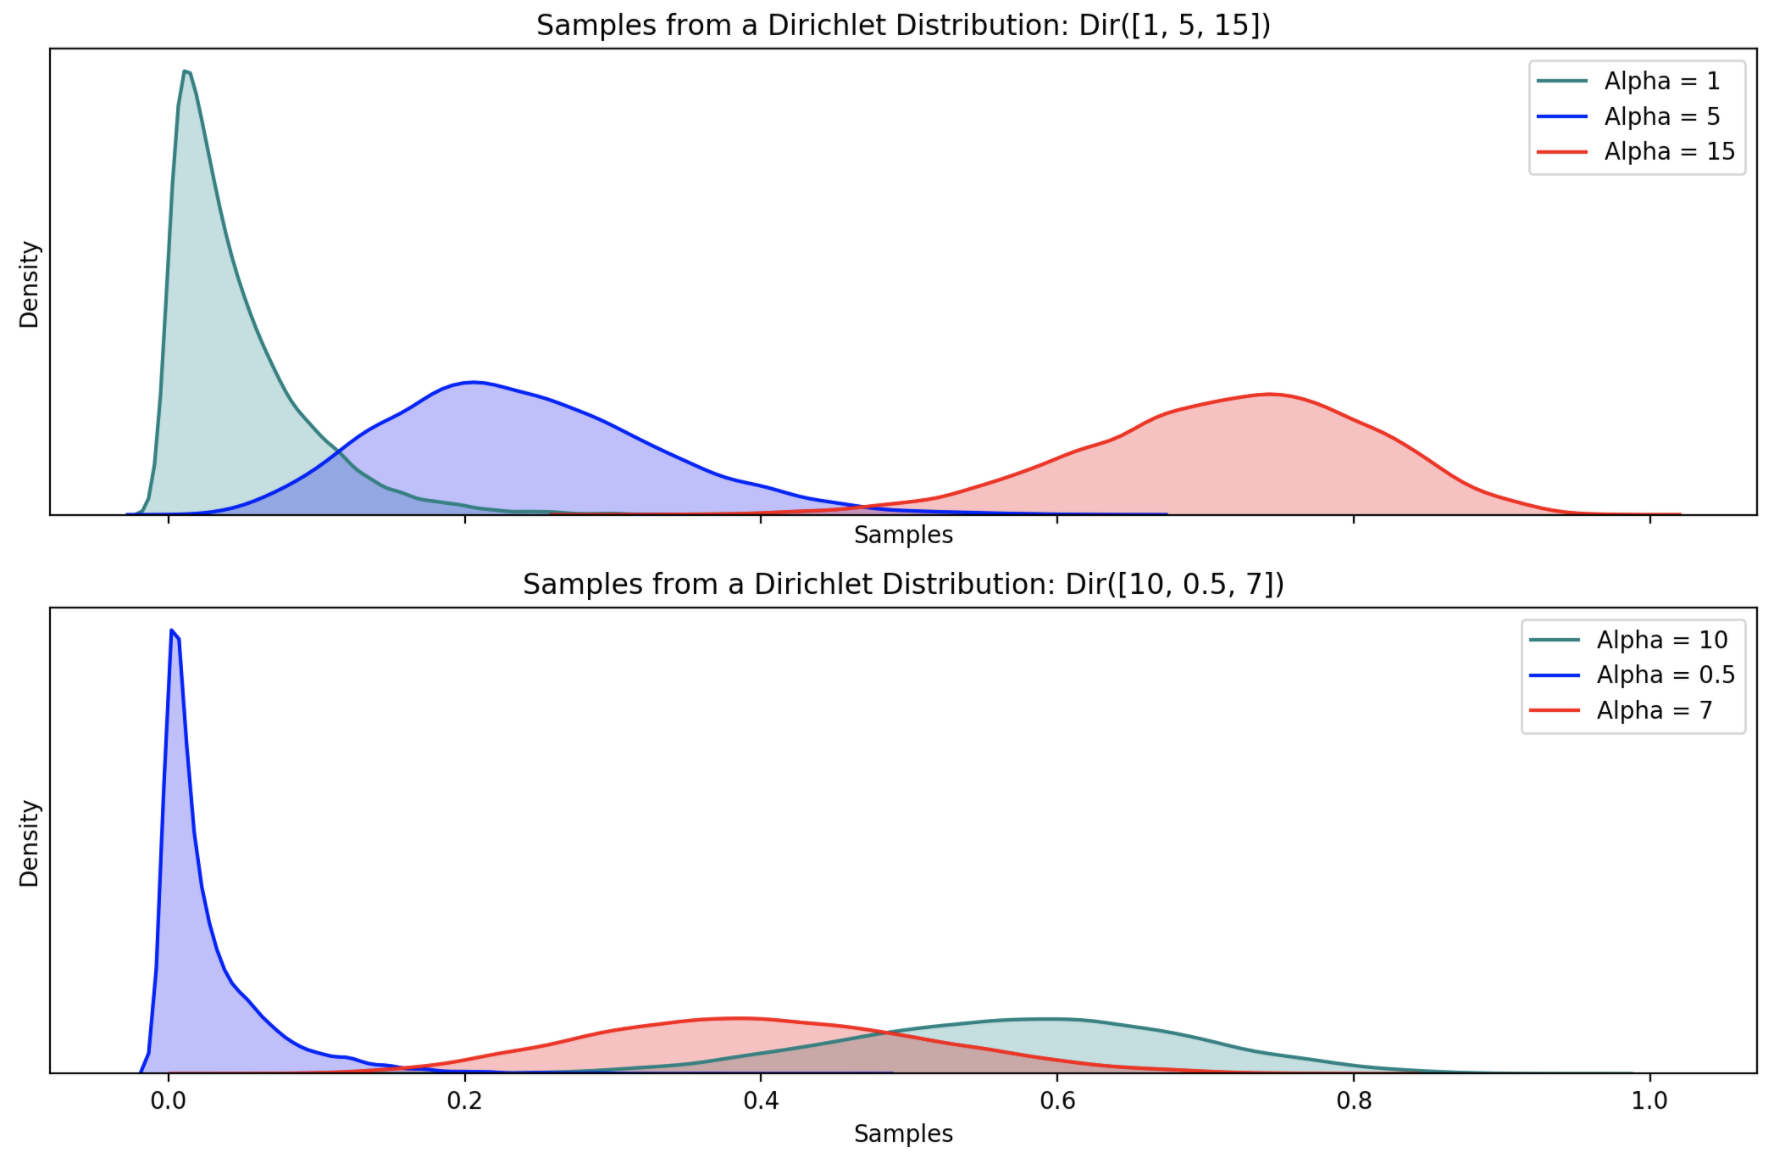 Samples from a Dirichlet Distribution: Dir([1, 5, 15])
Alpha = 1
Alpha = 5
Alpha = 15
Density
Samples
Samples from a Dirichlet Distribution: Dir([10, 0.5, 7])
Alpha = 10
Alpha = 0.5
Alpha = 7
Density
0.0 0.2 0.4 0.6 0.8 1.0
Samples